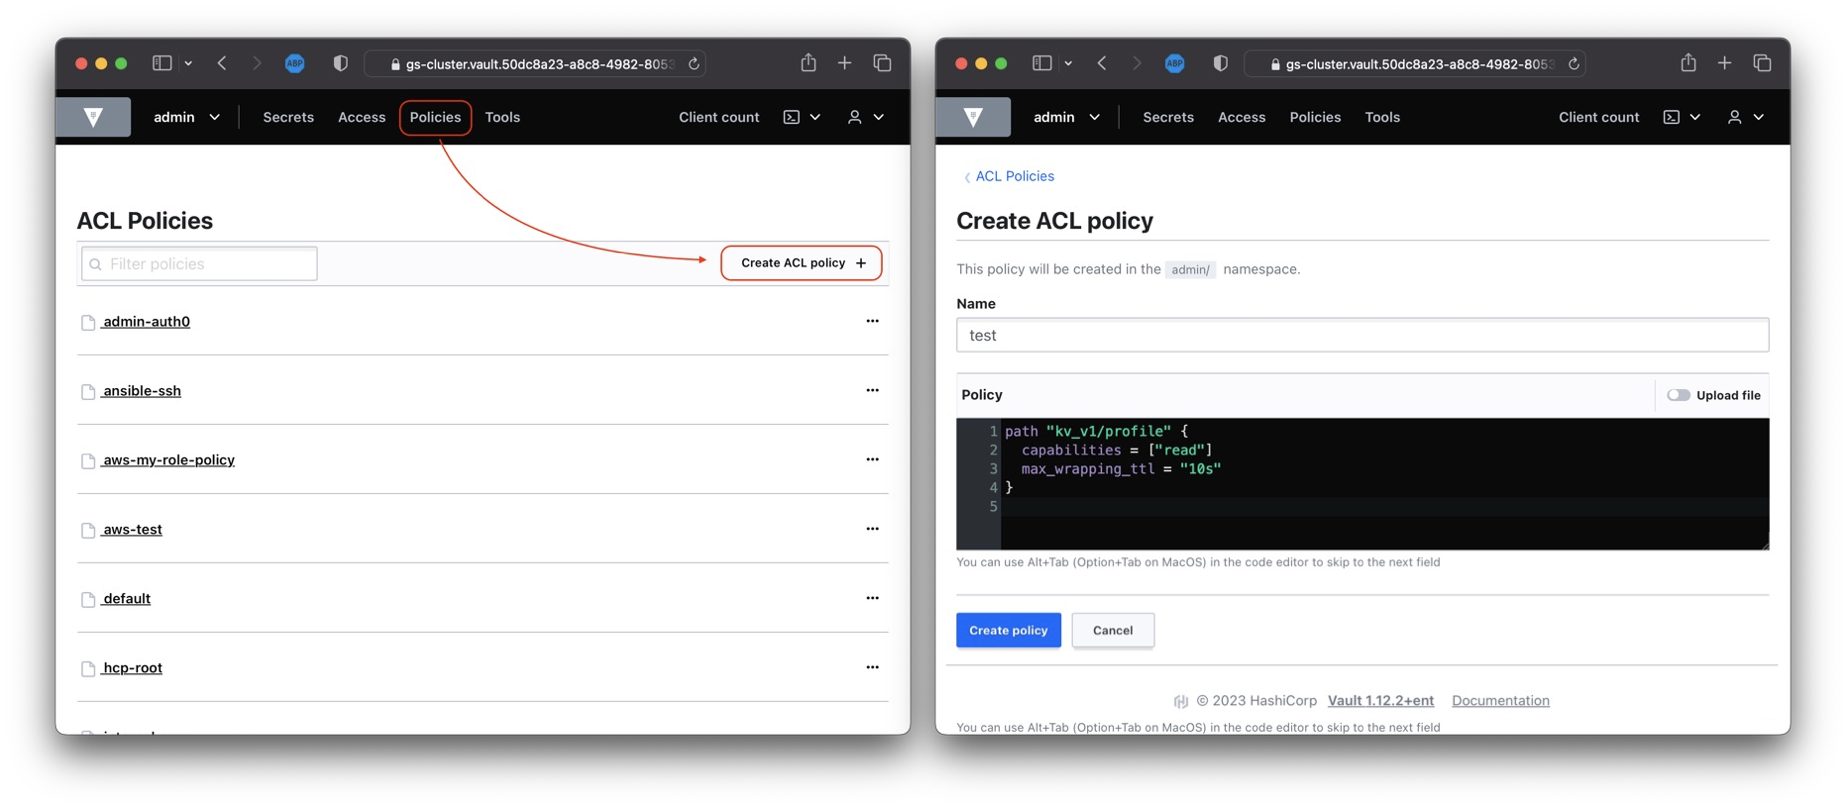 ABP
gs-cluster.vault.50dc8a23-a8c8-4982-8053
admin
Secrets
Access
Policies
Tools
Client count
ACL Policies
Filter policies
Create ACL policy +
admin-auth0
ansible-ssh
aws-my-role-policy
aws-test
default
hcp-root
ABP
gs-cluster.vault.50dc8a23-a8c8-4982-8053
admin
Secrets
Access
Policies
Tools
Client count
ACL Policies
Create ACL policy
This policy will be created in the admin/ namespace.
Name
test
Policy
Upload file
1 path "kv_v1/profile" {
2 capabilities = ["read"]
3 max_wrapping_ttl = "10s"
4 }
5
You can use Alt+Tab (Option+Tab on MacOS) in the code editor to skip to the next field
Create policy
Cancel
© 2023 HashiCorp Vault 1.12.2+ent Documentation
You can use Alt+Tab (Option+Tab on MacOS) in the code editor to skip to the next field